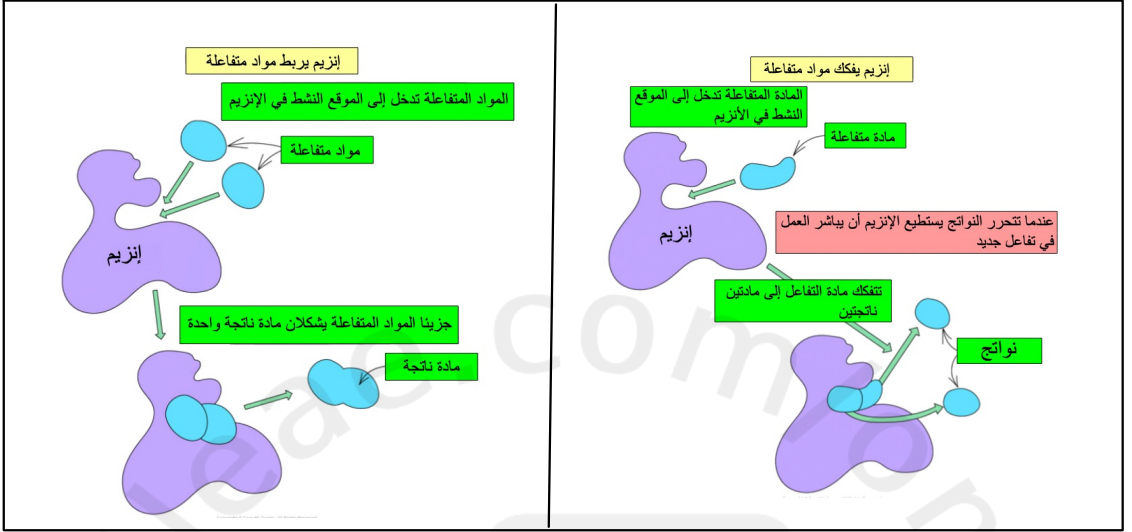 إنزيم يفكك مواد متفاعلة
المادة المتفاعلة تدخل إلى الموقع
النشط في الأنزيم
مادة متفاعلة
إنزيم
عندما تتحرر النواتج يستطيع الإنزيم أن يباشر العمل
في تفاعل جديد
تتفكك مادة التفاعل إلى مادتين
ناتجتين
نواتج
إنزيم يربط مواد متفاعلة
المواد المتفاعلة تدخل إلى الموقع النشط في الإنزيم
مواد متفاعلة
إنزيم
جزيئا المواد المتفاعلة يشكلان مادة ناتجة واحدة
مادة ناتجة